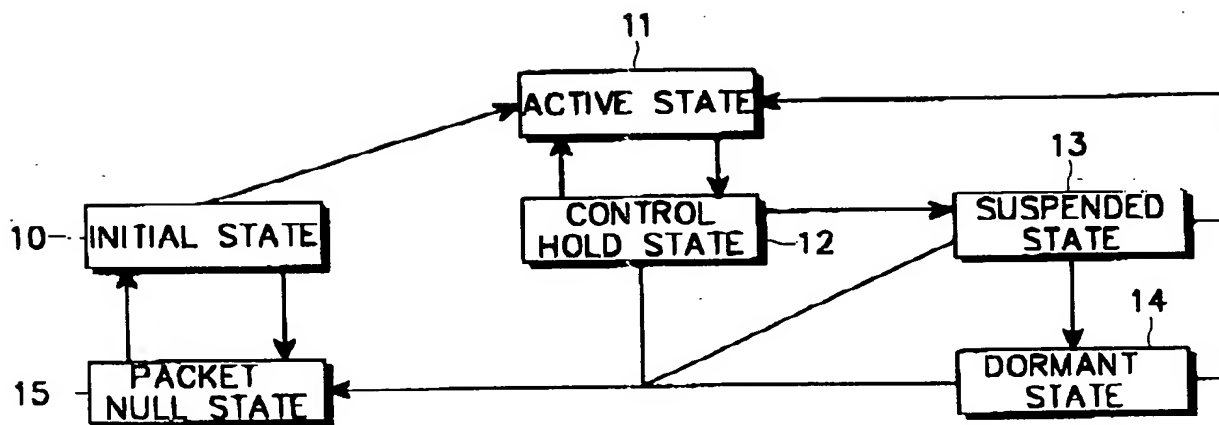 11
ACTIVE STATE
13
10
INITIAL STATE
CONTROL
HOLD STATE
12
SUSPENDED
STATE
14
15
PACKET
NULL STATE
DORMANT
STATE